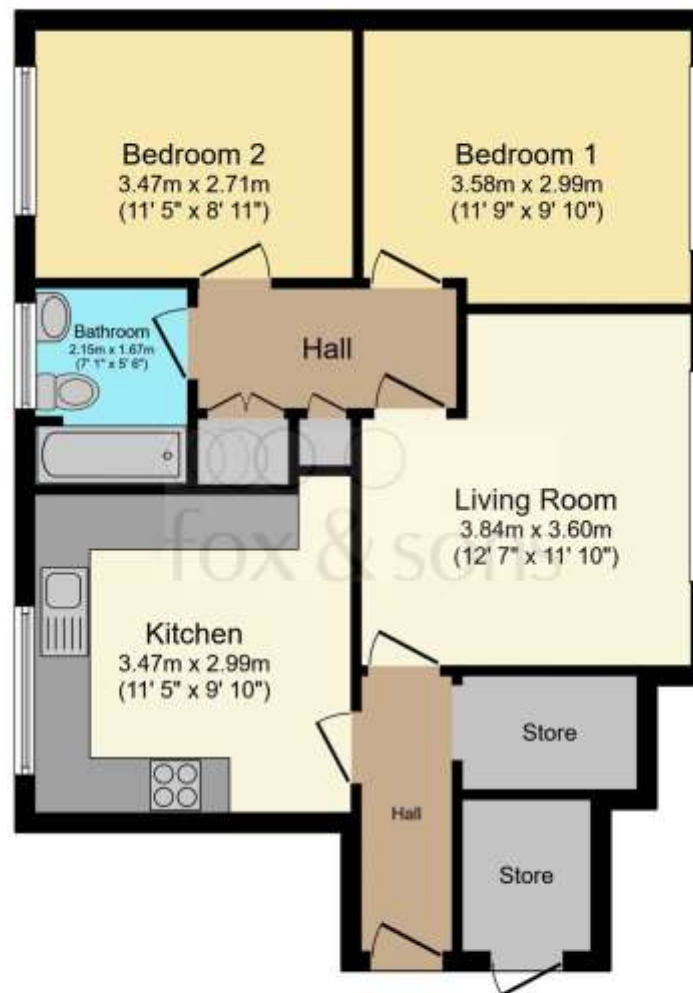 Bedroom 2
3.47m x 2.71m
(11' 5" x 8' 11")
Bedroom 1
3.58m x 2.99m
(11' 9" x 9' 10")
Bathroom
2.15m x 1.67m
(7' 1" x 5' 6")
Hall
Living Room
3.84m x 3.60m
(12' 7" x 11' 10")
fox & sons
Kitchen
3.47m x 2.99m
(11' 5" x 9' 10")
Store
Hall
Store